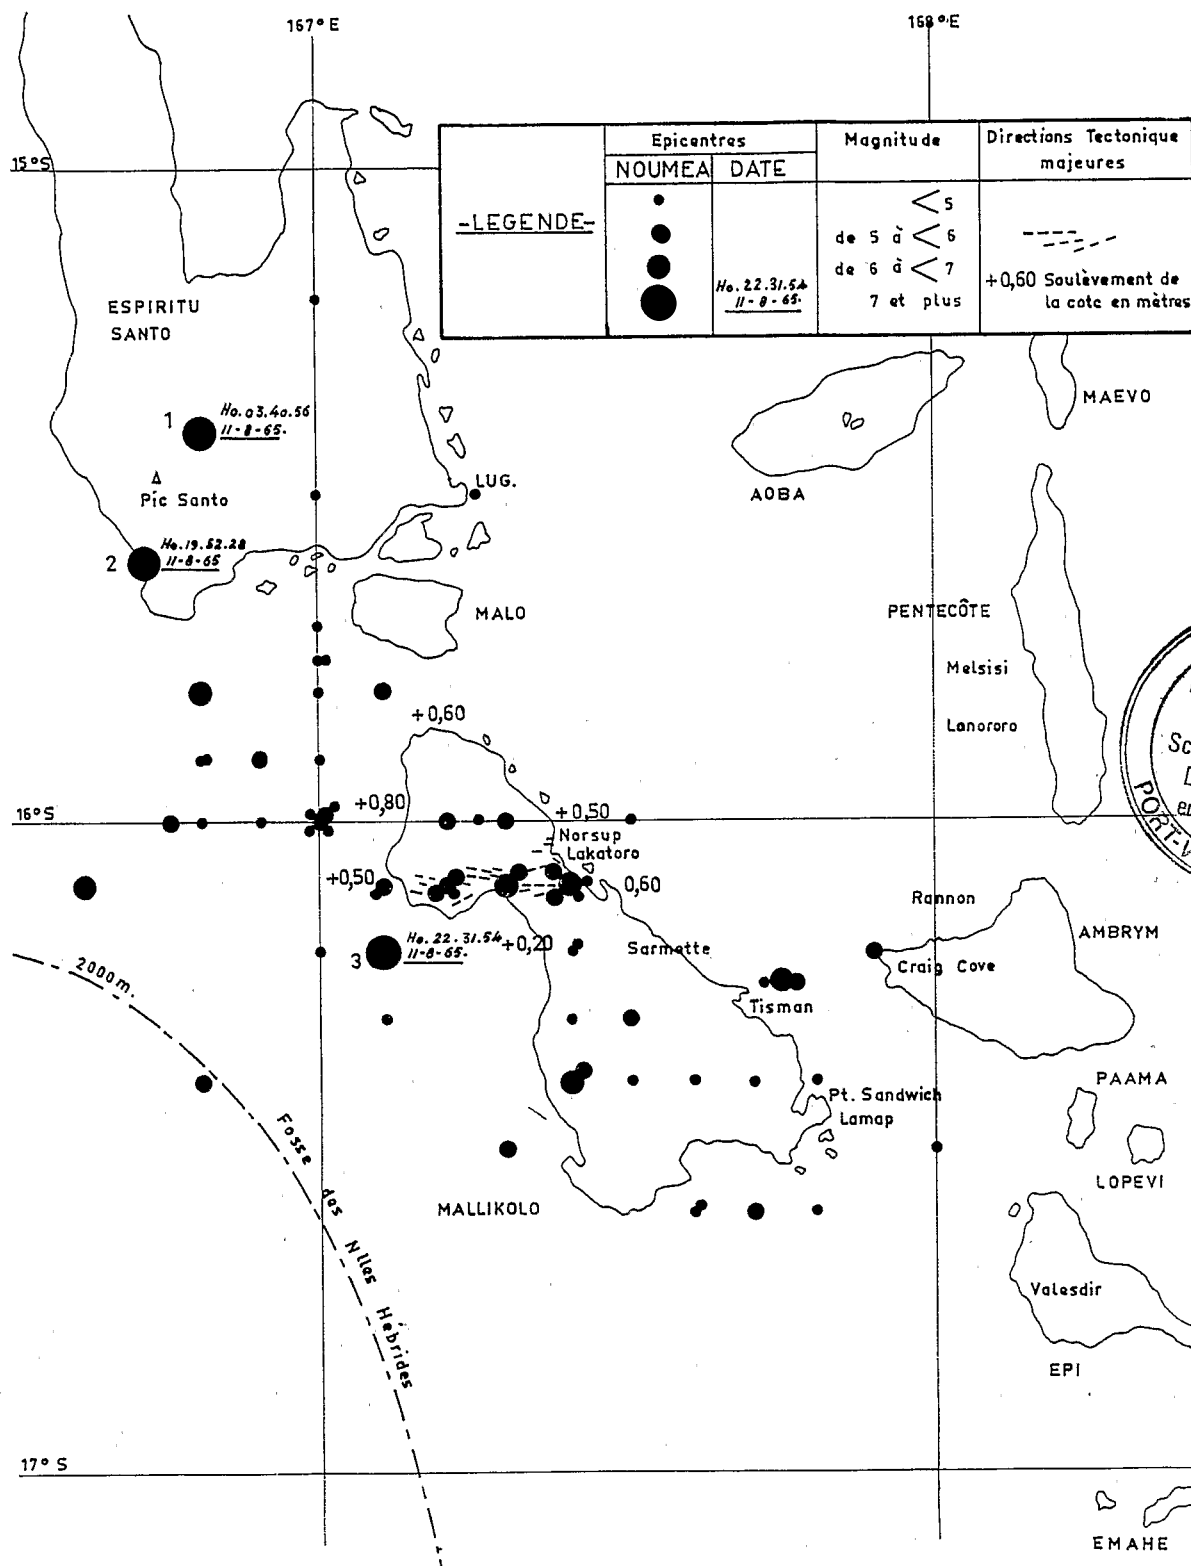 167° E
168° E
15° S
-LEGENDE-
Epicentres
NOUMEA
DATE
Magnitude
Directions Tectonique
majeures
< 5
de 5 à < 6
de 6 à < 7
7 et plus
Ho. 22.31.54
11-8-65.
+0,60 Soulèvement de
la cote en mètres
ESPIRITU
SANTO
MAEVO
1
Ho. 03.40.56
11-8-65.
AOBA
LUG.
Pic Santo
2
Ho. 19.52.28
11-8-65
MALO
PENTECÔTE
Melsisi
Lanororo
+0,60
Sc
PORT-V
16° S
+0,80
+0,50
Norsup
Lakatoro
+0,50
0,60
Rannon
AMBRYM
3
Ho. 22.31.54
11-8-65.
+0,20
Sarmette
Craig Cove
2000m.
Tisman
PAAMA
Pt. Sandwich
Lamap
Fosse des Nlles Hébrides
MALLIKOLO
LOPEVI
Valesdir
EPI
17° S
EMAHE